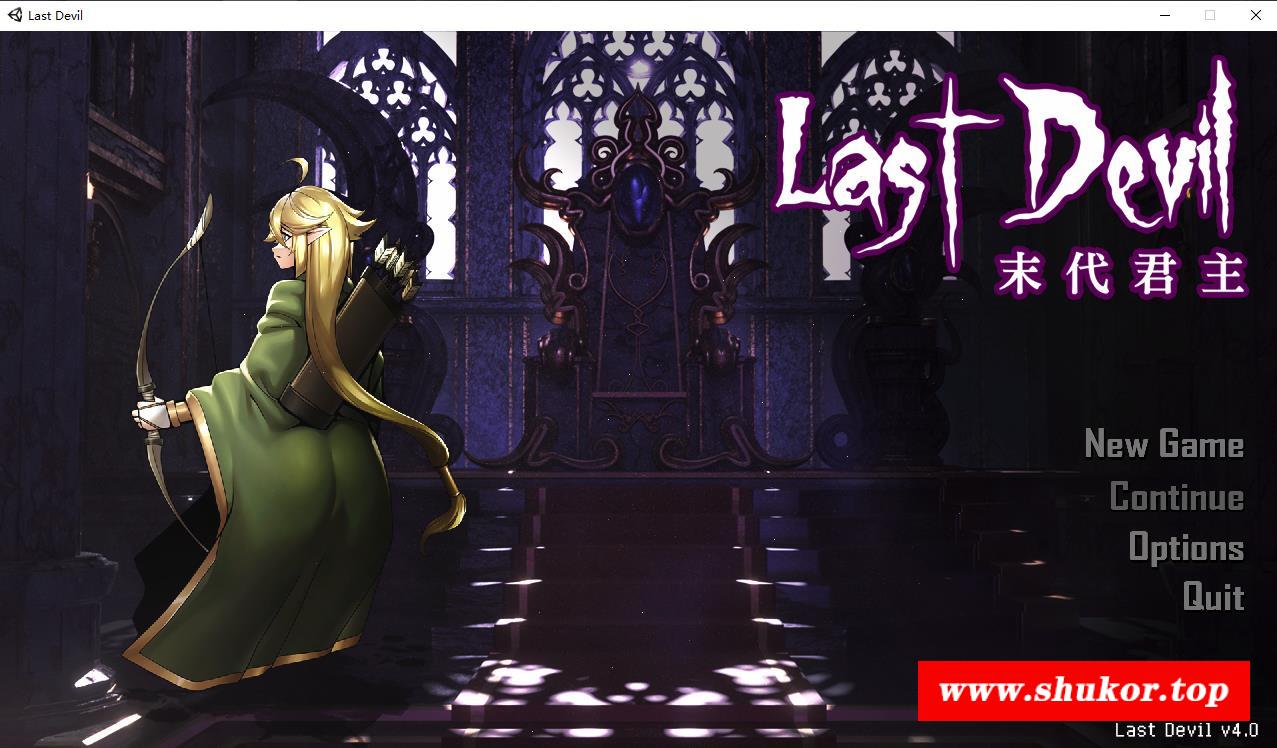 Last Devil
Last Devil
末代君主
New Game
Continue
Options
Quit
www.shukor.top
Last Devil v4.0